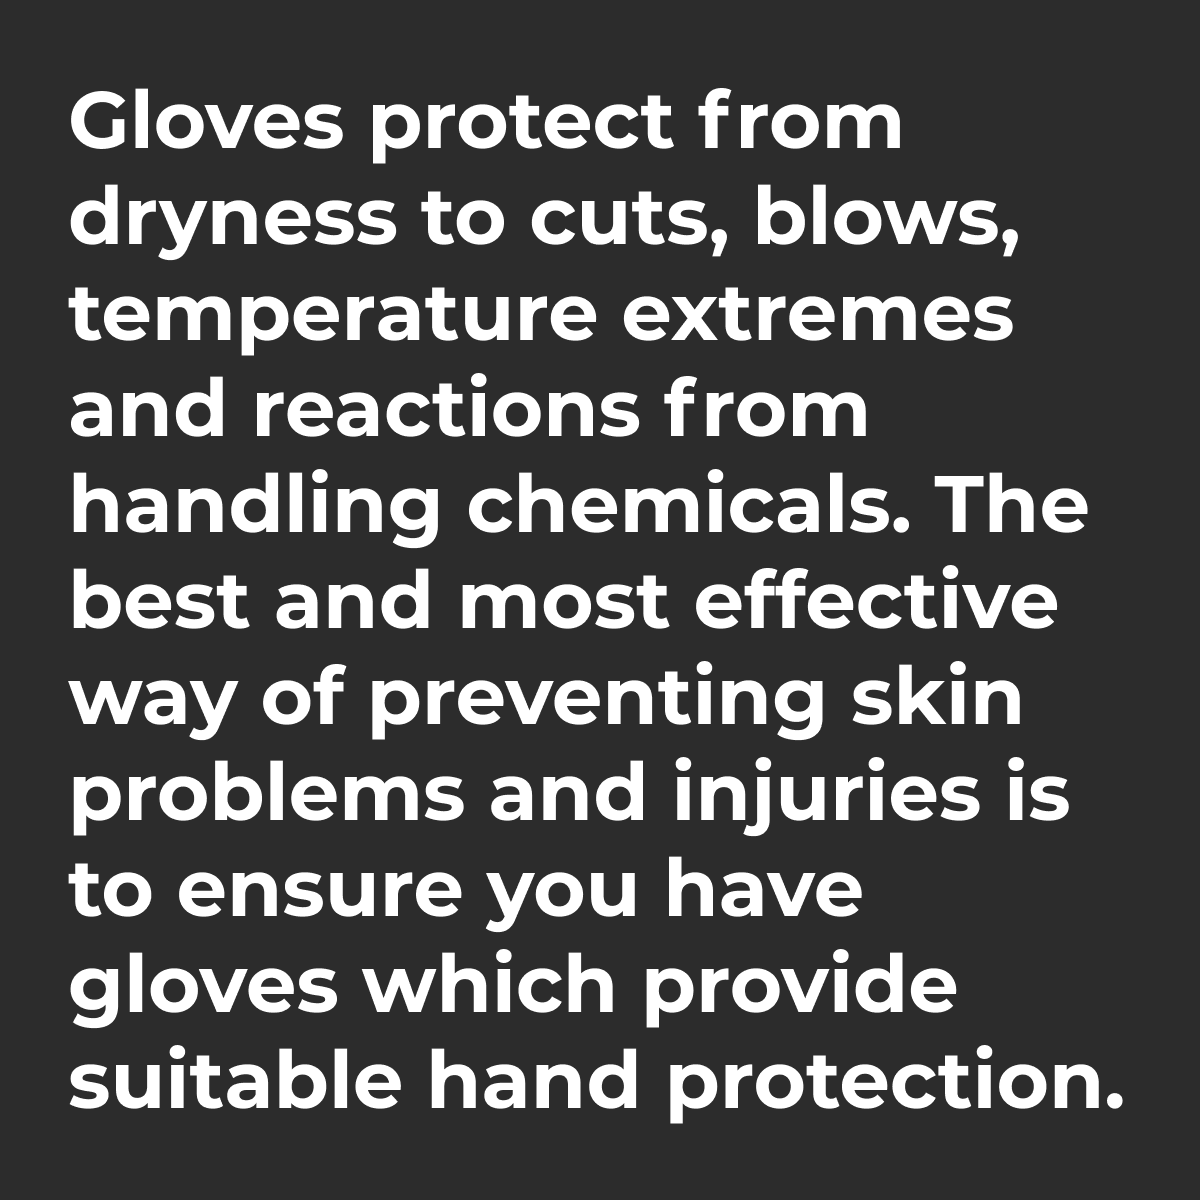 Gloves protect from
dryness to cuts, blows,
temperature extremes
and reactions from
handling chemicals. The
best and most effective
way of preventing skin
problems and injuries is
to ensure you have
gloves which provide
suitable hand protection.